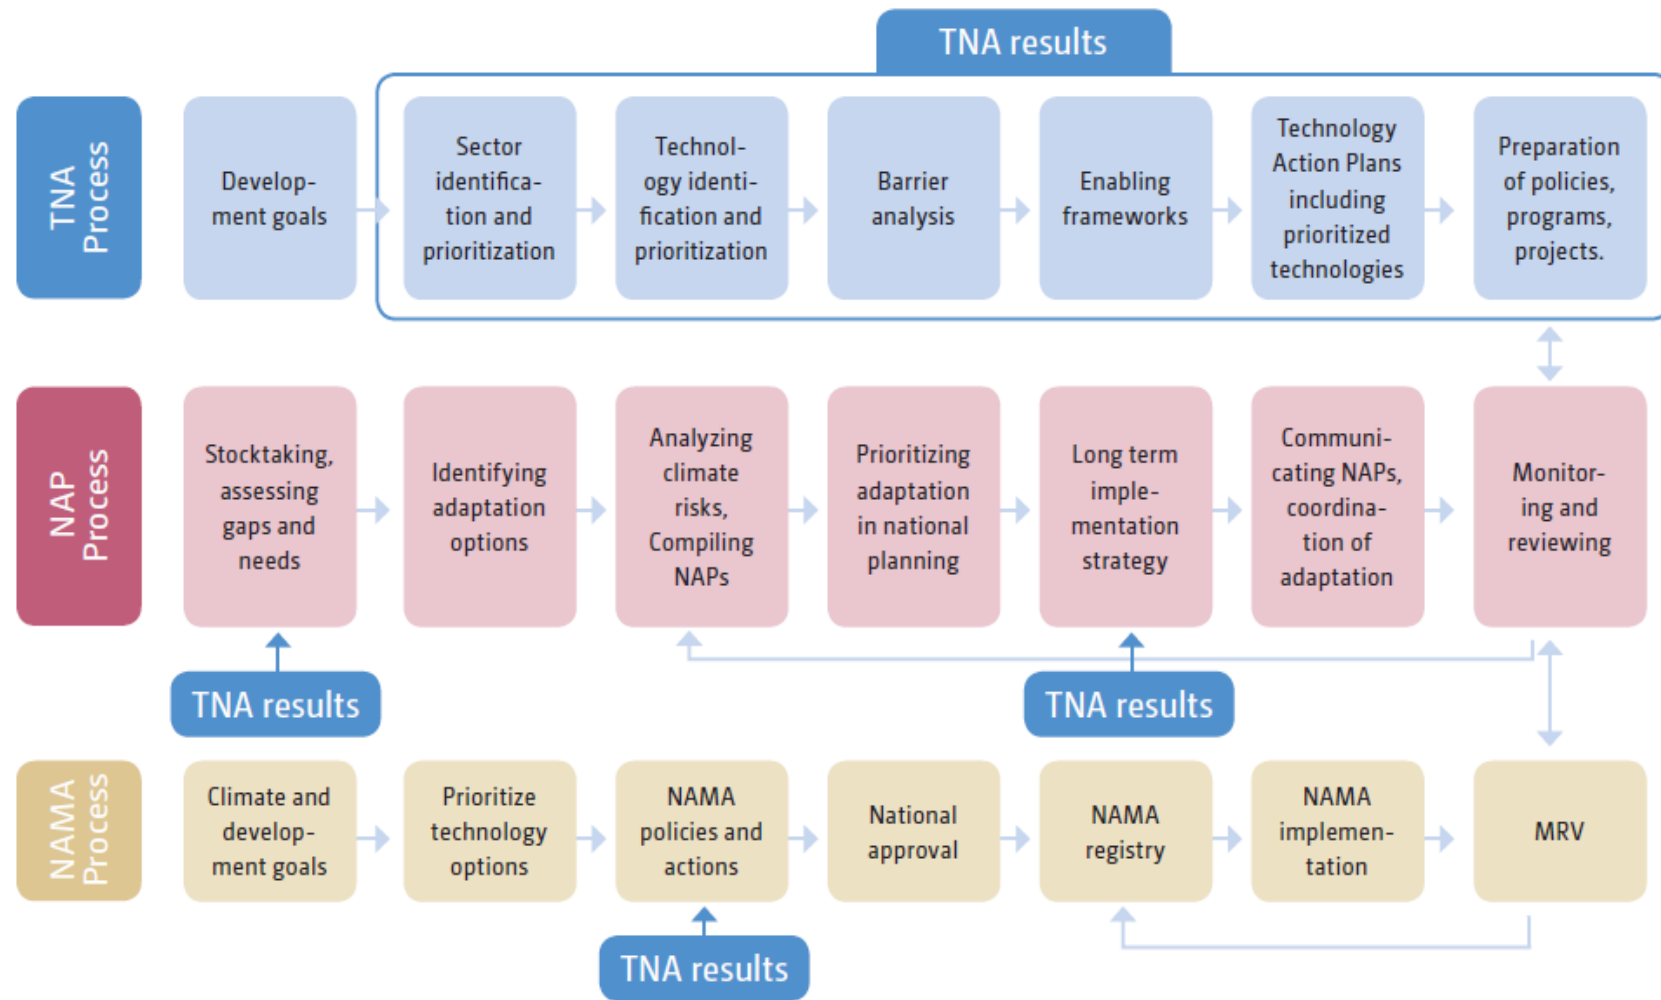 TNA results
TNA
Process
Develop-
ment goals
Sector
identifica-
tion and
prioritization
Technol-
ogy identi-
fication and
prioritization
Barrier
analysis
Enabling
frameworks
Technology
Action Plans
including
prioritized
technologies
Preparation
of policies,
programs,
projects.
NAP
Process
Stocktaking,
assessing
gaps and
needs
Identifying
adaptation
options
Analyzing
climate
risks,
Compiling
NAPs
Prioritizing
adaptation
in national
planning
Long term
imple-
mentation
strategy
Communi-
cating NAPs,
coordina-
tion of
adaptation
Monitor-
ing and
reviewing
TNA results
TNA results
NAMA
Process
Climate and
develop-
ment goals
Prioritize
technology
options
NAMA
policies and
actions
National
approval
NAMA
registry
NAMA
implemen-
tation
MRV
TNA results